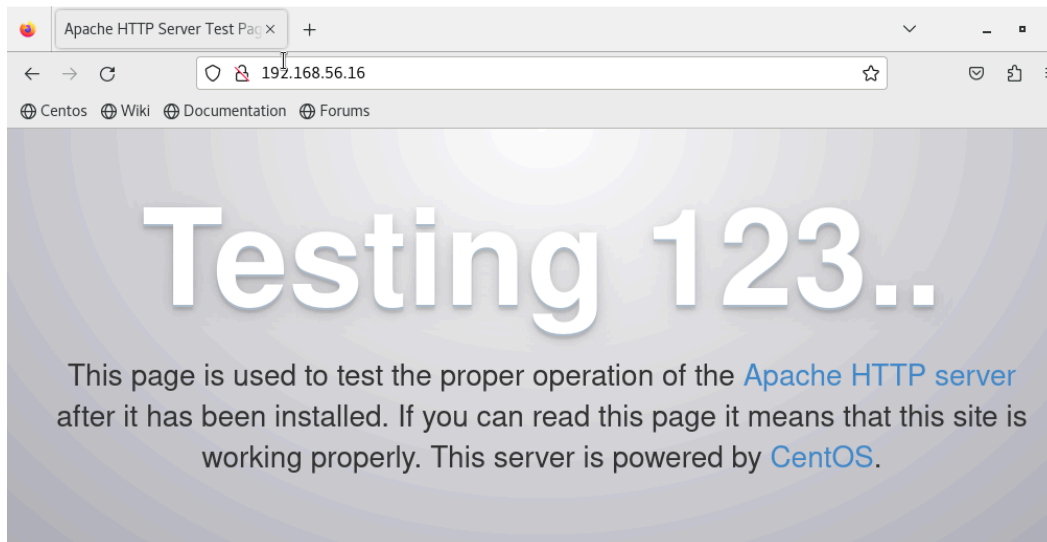 Apache HTTP Server Test Pag
192.168.56.16
Centos Wiki Documentation Forums
Testing 123..
This page is used to test the proper operation of the Apache HTTP server
after it has been installed. If you can read this page it means that this site is
working properly. This server is powered by CentOS.